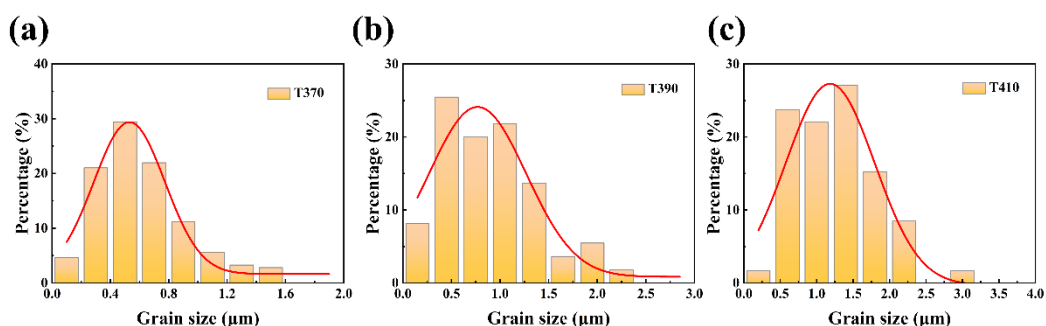 (a)
T370
Percentage (%)
40
30
20
10
0
0.0 0.4 0.8 1.2 1.6 2.0
Grain size (μm)
(b)
T390
Percentage (%)
30
20
10
0
0.0 0.5 1.0 1.5 2.0 2.5 3.0
Grain size (μm)
(c)
T410
Percentage (%)
30
20
10
0
0.0 0.5 1.0 1.5 2.0 2.5 3.0 3.5 4.0
Grain size (μm)